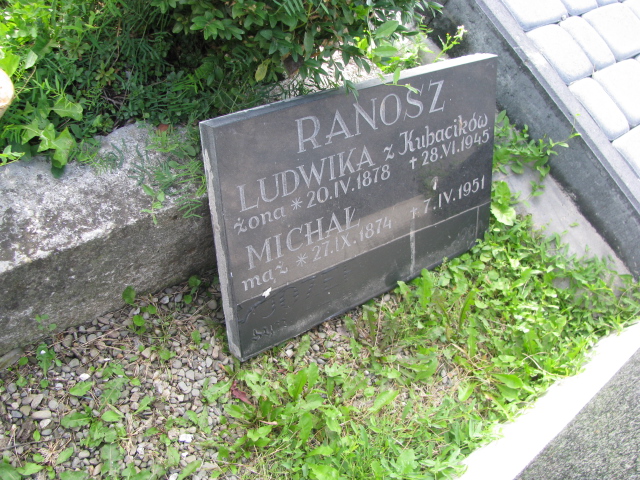 RANOSZ
LUDWIKA z Kubacików
żona * 20.IV.1878 + 28.VI.1945
MICHAŁ
mąż * 27.IX.1874 + 7.IV.1951